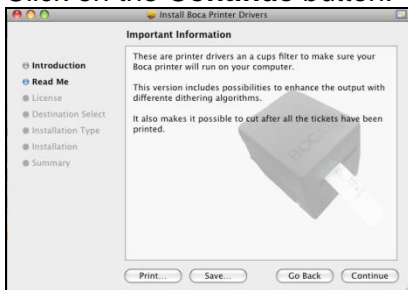 Click on the Continue button.
Install Boca Printer Drivers
Important Information
Introduction
Read Me
License
Destination Select
Installation Type
Installation
Summary
These are printer drivers an a cups filter to make sure your
Boca printer will run on your computer.
This version includes possibilities to enhance the output with
differente dithering algorithms.
It also makes it possible to cut after all the tickets have been
printed.
BOCA
Print...
Save...
Go Back
Continue